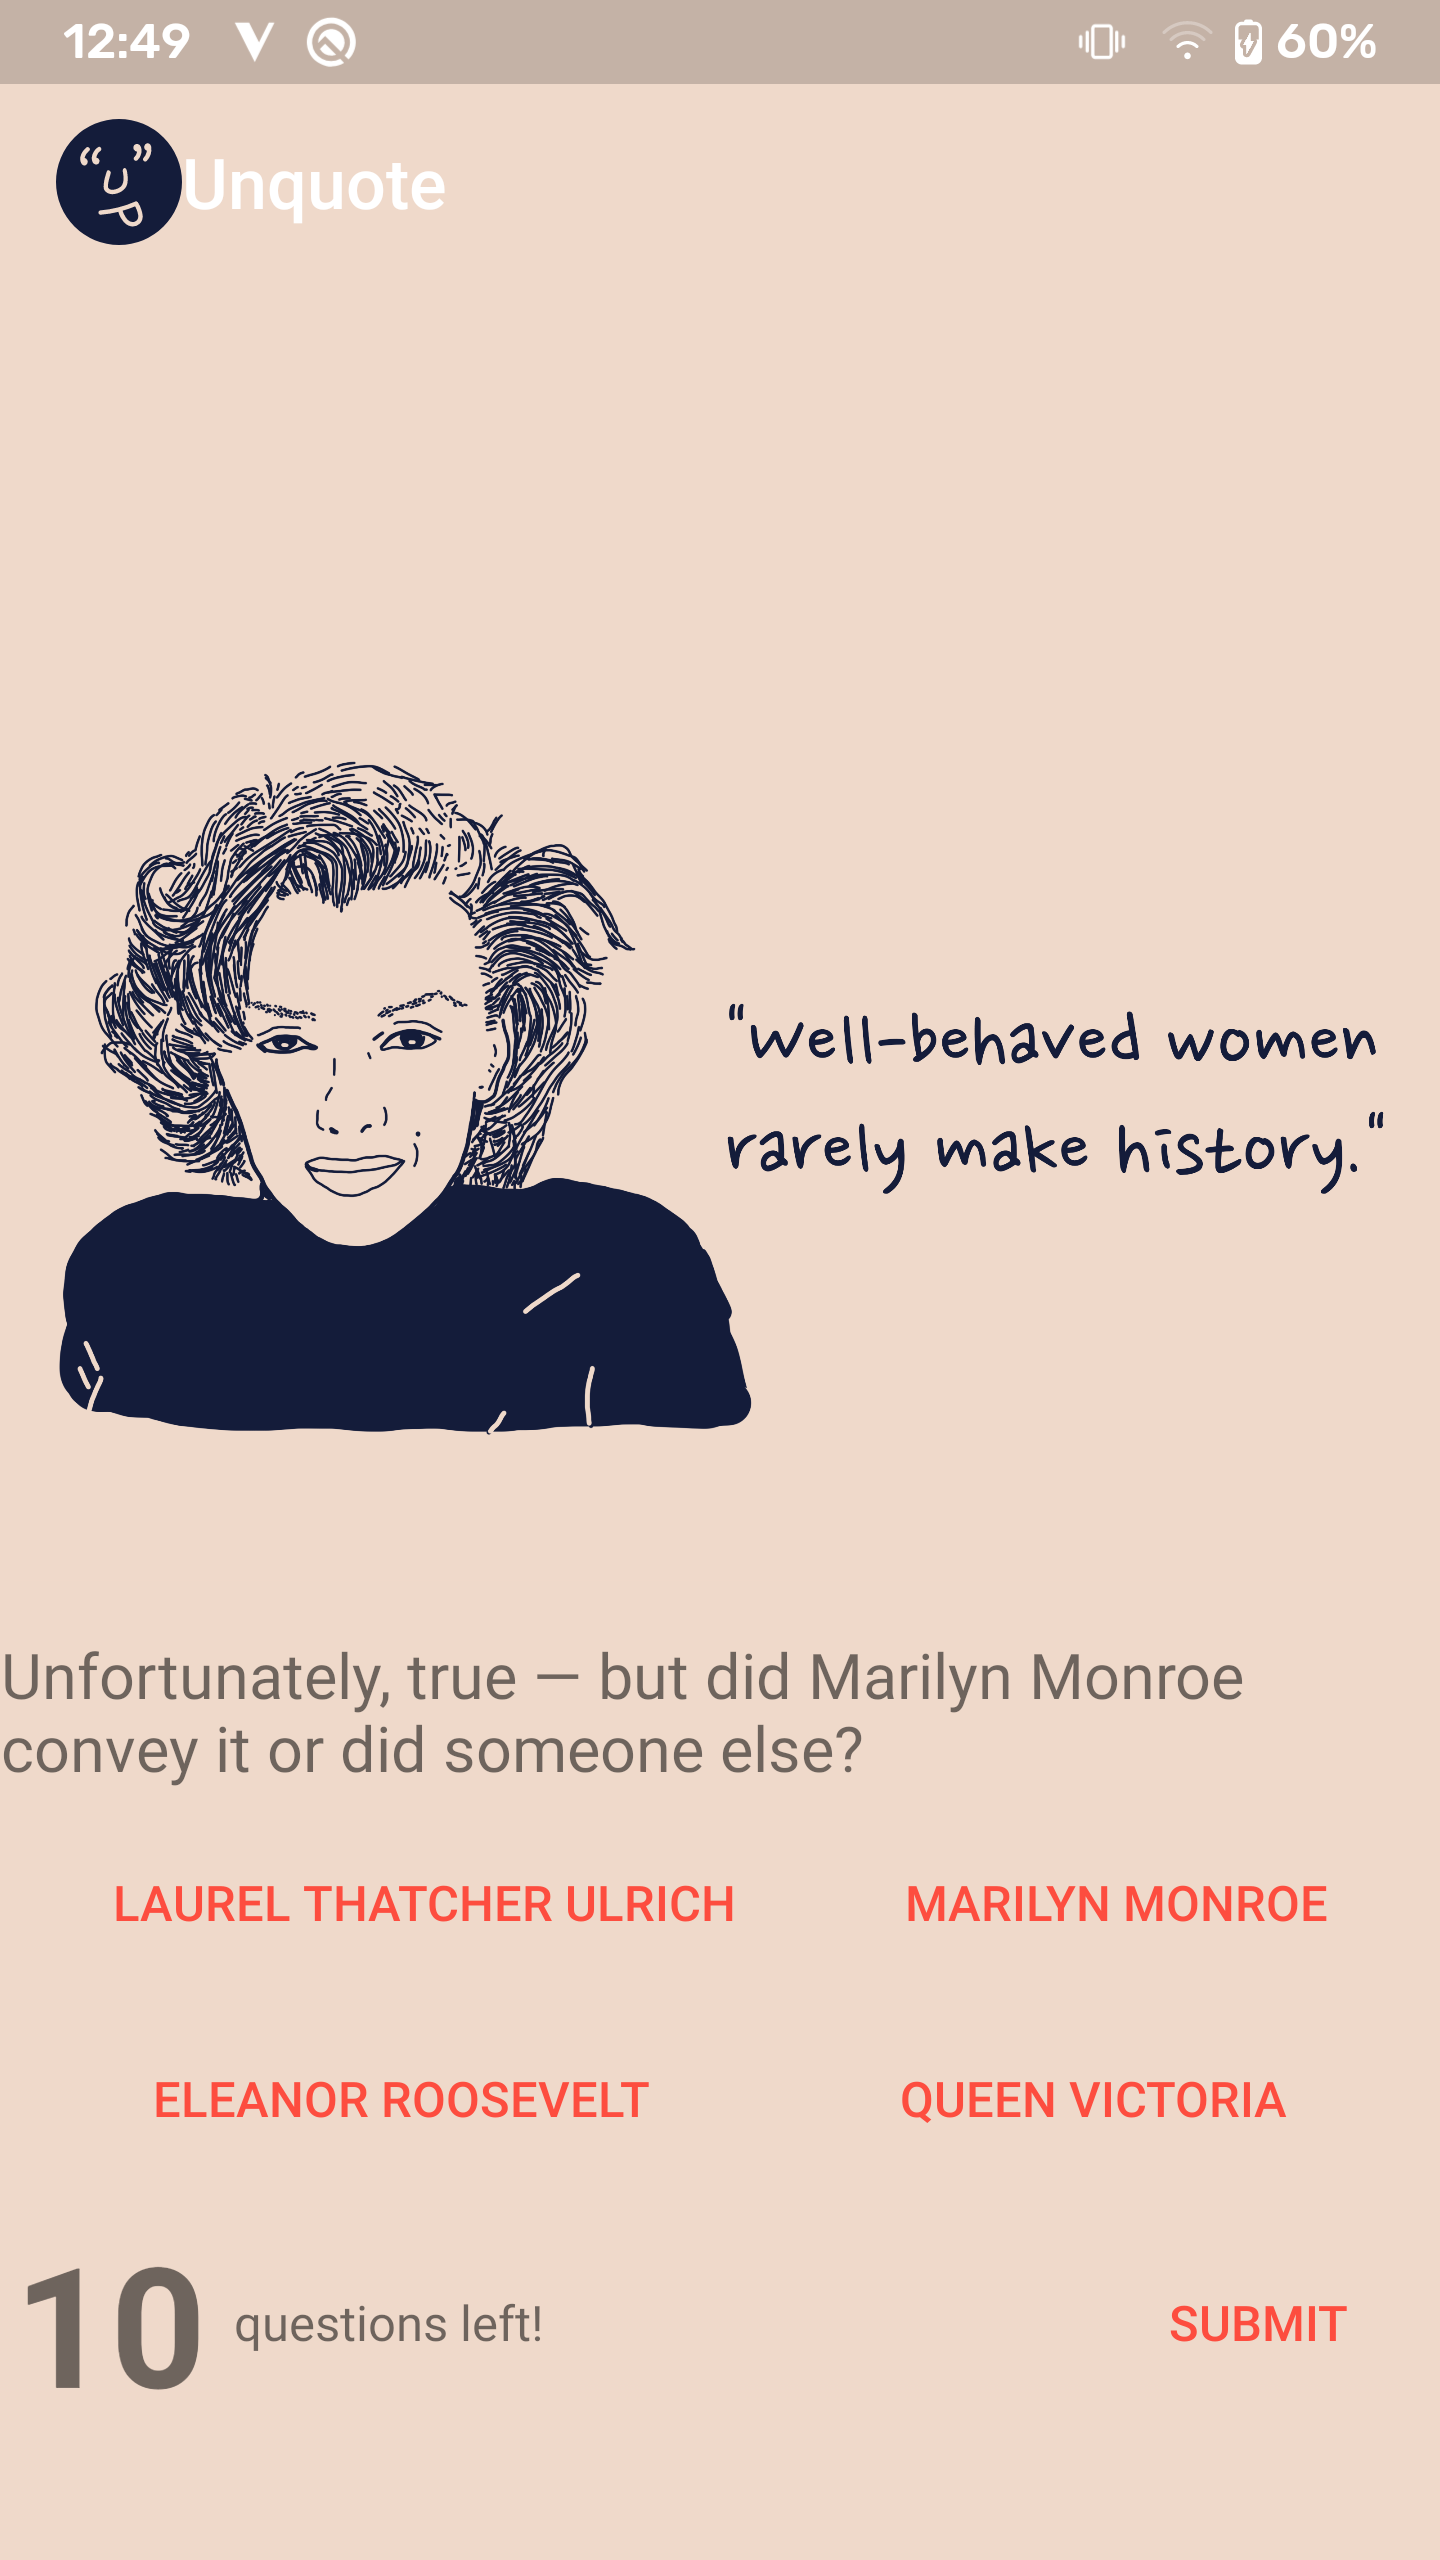 12:49
60%
Unquote
"Well-behaved women
rarely make history."
Unfortunately, true — but did Marilyn Monroe
convey it or did someone else?
LAUREL THATCHER ULRICH MARILYN MONROE
ELEANOR ROOSEVELT QUEEN VICTORIA
10 questions left! SUBMIT